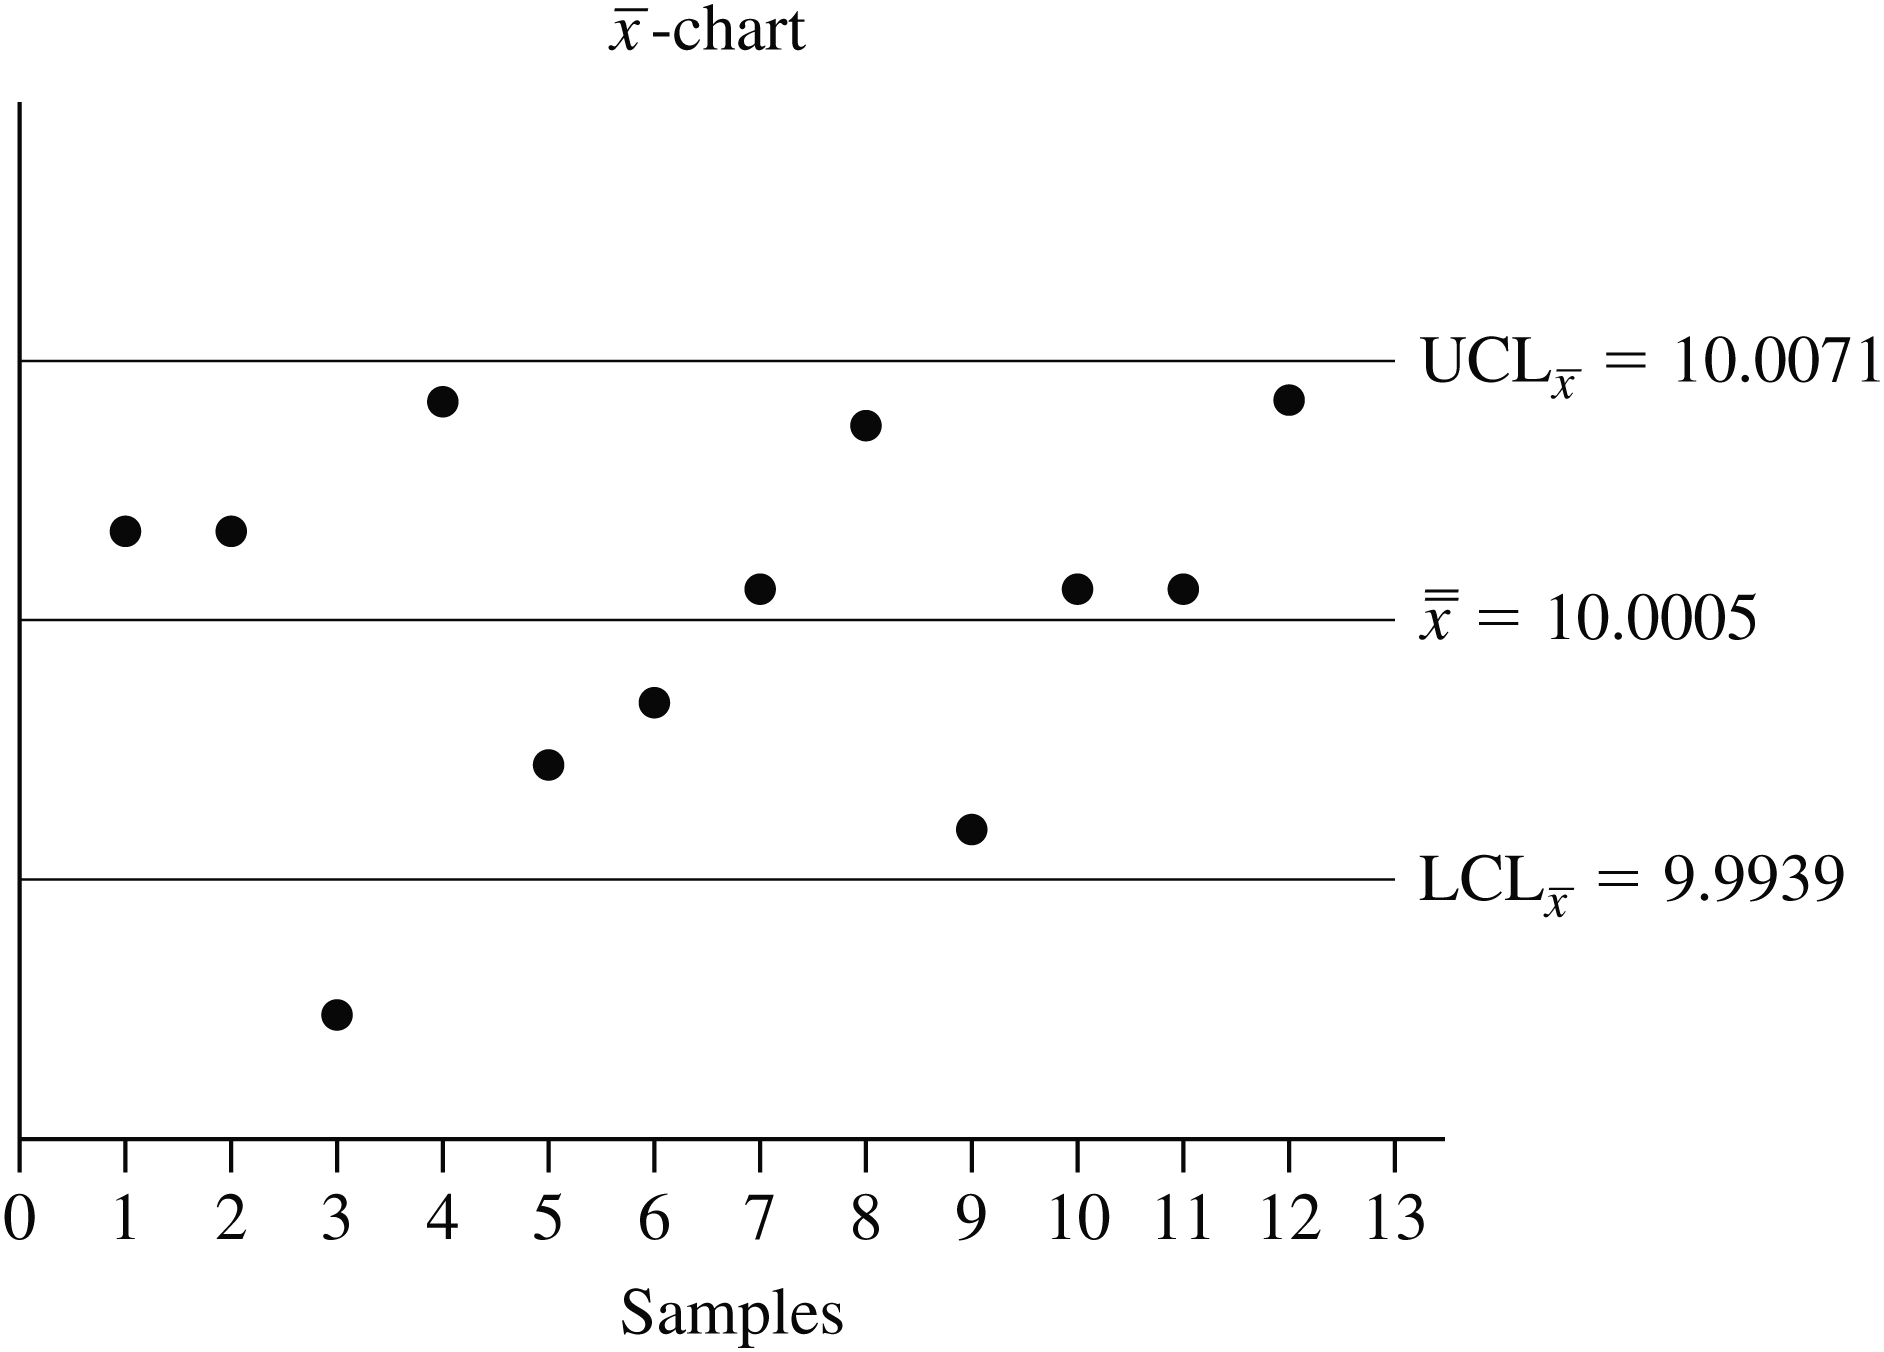 x̅-chart
UCLx̅ = 10.0071
x̿ = 10.0005
LCLx̅ = 9.9939
0 1 2 3 4 5 6 7 8 9 10 11 12 13
Samples